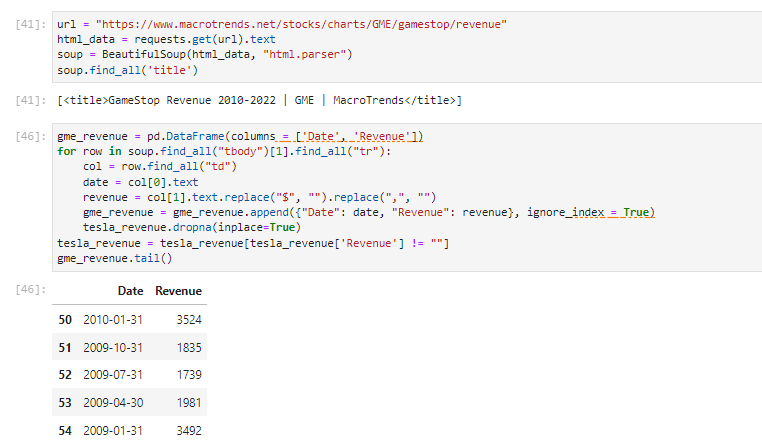 [41]: url = "https://www.macrotrends.net/stocks/charts/GME/gamestop/revenue"
html_data = requests.get(url).text
soup = BeautifulSoup(html_data, "html.parser")
soup.find_all('title')
[41]: [<title>GameStop Revenue 2010-2022 | GME | MacroTrends</title>]
[46]: gme_revenue = pd.DataFrame(columns = ['Date', 'Revenue'])
for row in soup.find_all("tbody")[1].find_all("tr"):
    col = row.find_all("td")
    date = col[0].text
    revenue = col[1].text.replace("$", "").replace(",", "")
    gme_revenue = gme_revenue.append({"Date": date, "Revenue": revenue}, ignore_index = True)
    tesla_revenue.dropna(inplace=True)
tesla_revenue = tesla_revenue[tesla_revenue['Revenue'] != ""]
gme_revenue.tail()
[46]: Date Revenue
50 2010-01-31 3524
51 2009-10-31 1835
52 2009-07-31 1739
53 2009-04-30 1981
54 2009-01-31 3492